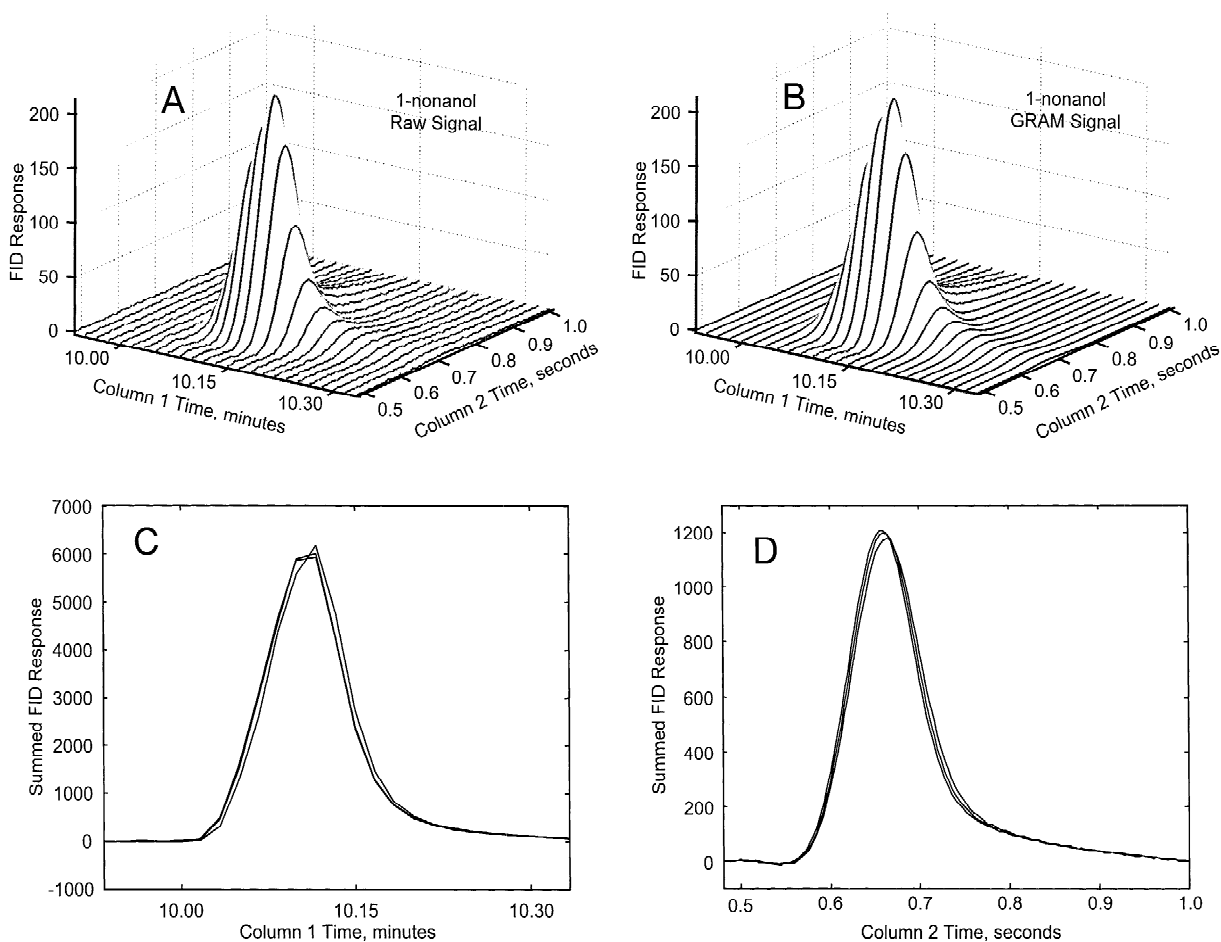 A
1-nonanol
Raw Signal
200
150
100
50
0
FID Response
10.00
10.15
10.30
Column 1 Time, minutes
0.5
0.6
0.7
0.8
0.9
1.0
Column 2 Time, seconds
B
1-nonanol
GRAM Signal
200
150
100
50
0
FID Response
10.00
10.15
10.30
Column 1 Time, minutes
0.5
0.6
0.7
0.8
0.9
1.0
Column 2 Time, seconds
C
7000
6000
5000
4000
3000
2000
1000
0
-1000
Summed FID Response
10.00
10.15
10.30
Column 1 Time, minutes
D
1200
1000
800
600
400
200
0
Summed FID Response
0.5
0.6
0.7
0.8
0.9
1.0
Column 2 Time, seconds